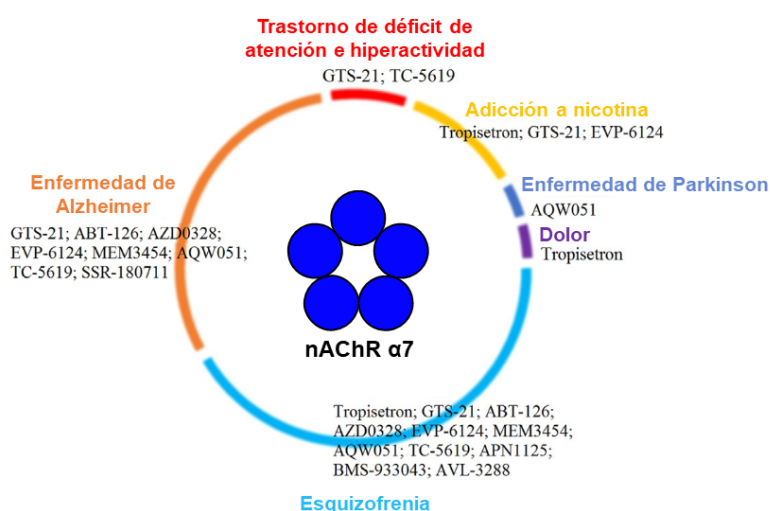 Trastorno de déficit de
atención e hiperactividad
GTS-21; TC-5619
Adicción a nicotina
Tropisetron; GTS-21; EVP-6124
Enfermedad de Parkinson
AQW051
Dolor
Tropisetron
Enfermedad de
Alzheimer
GTS-21; ABT-126; AZD0328;
EVP-6124; MEM3454; AQW051;
TC-5619; SSR-180711
nAChR α7
Tropisetron; GTS-21; ABT-126;
AZD0328; EVP-6124; MEM3454;
AQW051; TC-5619; APN1125;
BMS-933043; AVL-3288
Esquizofrenia